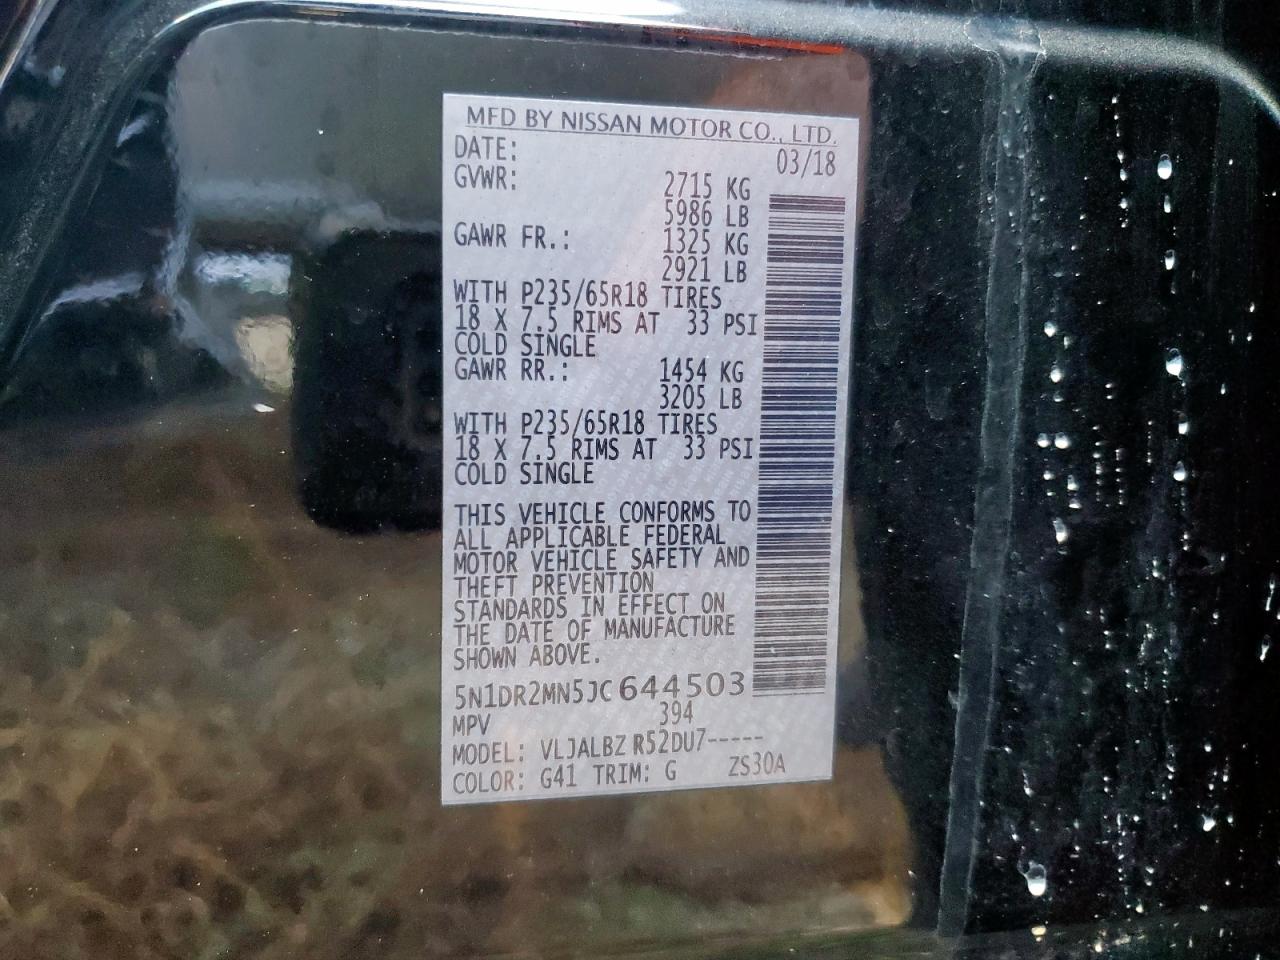 MFD BY NISSAN MOTOR CO., LTD.
DATE: 03/18
GVWR: 2715 KG
5986 LB
GAWR FR.: 1325 KG
2921 LB
WITH P235/65R18 TIRES
18 X 7.5 RIMS AT 33 PSI
COLD SINGLE
GAWR RR.: 1454 KG
3205 LB
WITH P235/65R18 TIRES
18 X 7.5 RIMS AT 33 PSI
COLD SINGLE
THIS VEHICLE CONFORMS TO
ALL APPLICABLE FEDERAL
MOTOR VEHICLE SAFETY AND
THEFT PREVENTION
STANDARDS IN EFFECT ON
THE DATE OF MANUFACTURE
SHOWN ABOVE.
5N1DR2MN5JC644503
MPV 394
MODEL: VLJALBZ R52DU7-----
COLOR: G41 TRIM: G ZS30A